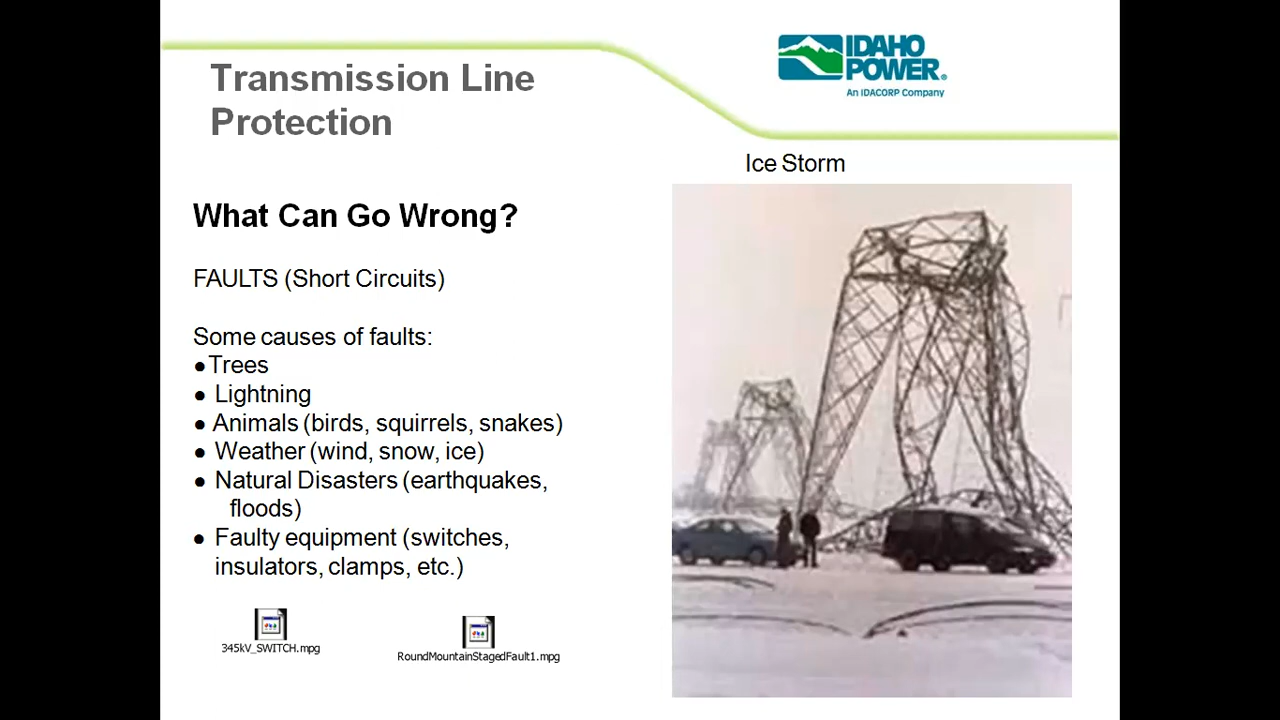 Transmission Line
Protection
IDAHO
POWER®
An IDACORP Company
Ice Storm
What Can Go Wrong?
FAULTS (Short Circuits)
Some causes of faults:
●Trees
● Lightning
● Animals (birds, squirrels, snakes)
● Weather (wind, snow, ice)
● Natural Disasters (earthquakes,
floods)
● Faulty equipment (switches,
insulators, clamps, etc.)
345kV_SWITCH.mpg
RoundMountainStagedFault1.mpg